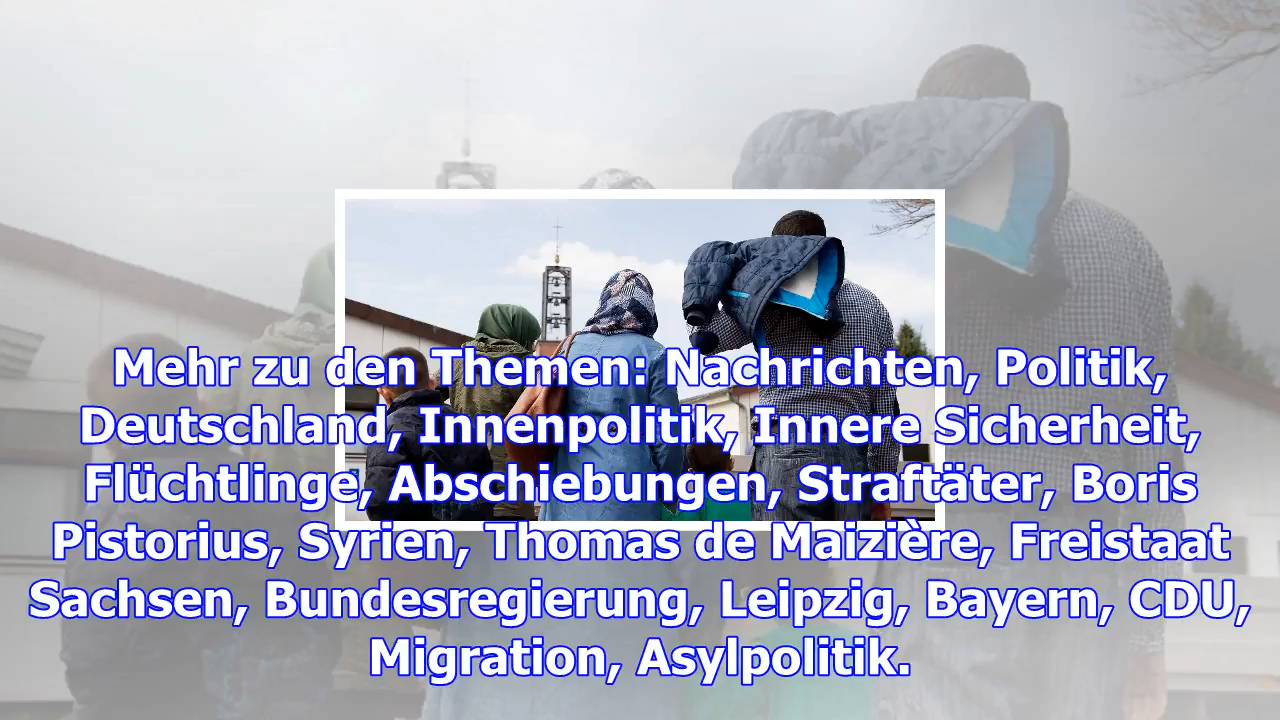 Mehr zu den Themen: Nachrichten, Politik,
Deutschland, Innenpolitik, Innere Sicherheit,
Flüchtlinge, Abschiebungen, Straftäter, Boris
Pistorius, Syrien, Thomas de Maizière, Freistaat
Sachsen, Bundesregierung, Leipzig, Bayern, CDU,
Migration, Asylpolitik.